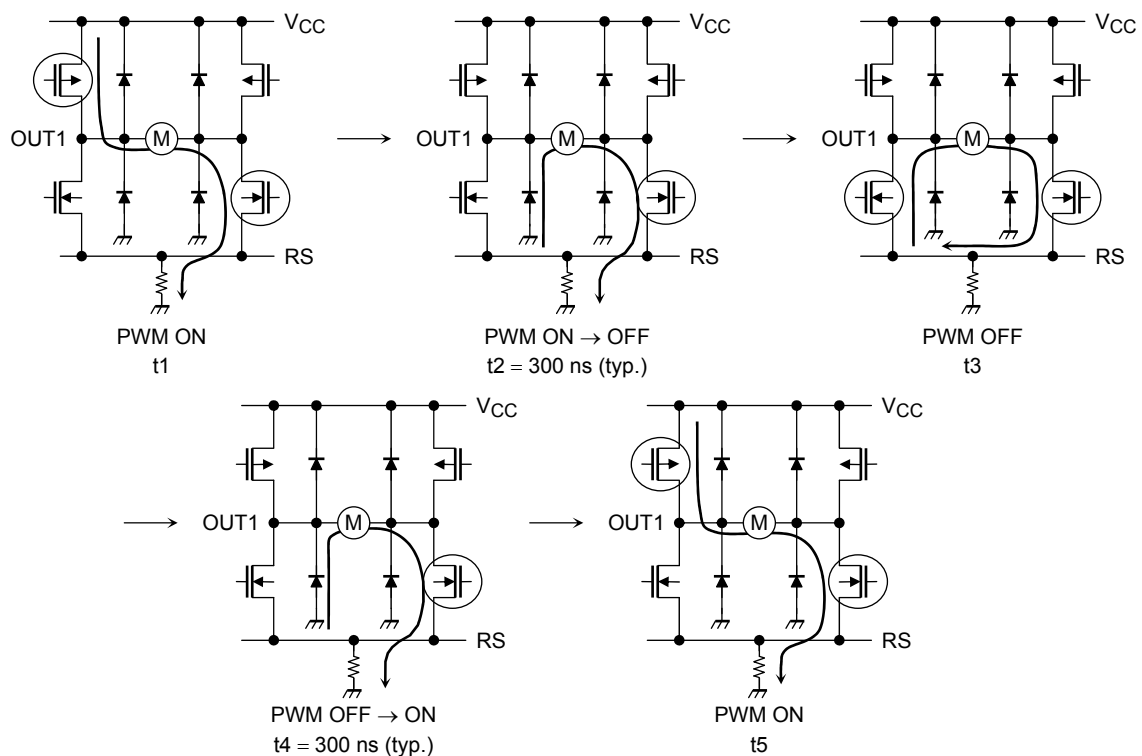 VCC
VCC
VCC
OUT1
M
OUT1
M
OUT1
M
RS
RS
RS
PWM ON
t1
PWM ON → OFF
t2 = 300 ns (typ.)
PWM OFF
t3
VCC
VCC
OUT1
M
OUT1
M
RS
RS
PWM OFF → ON
t4 = 300 ns (typ.)
PWM ON
t5